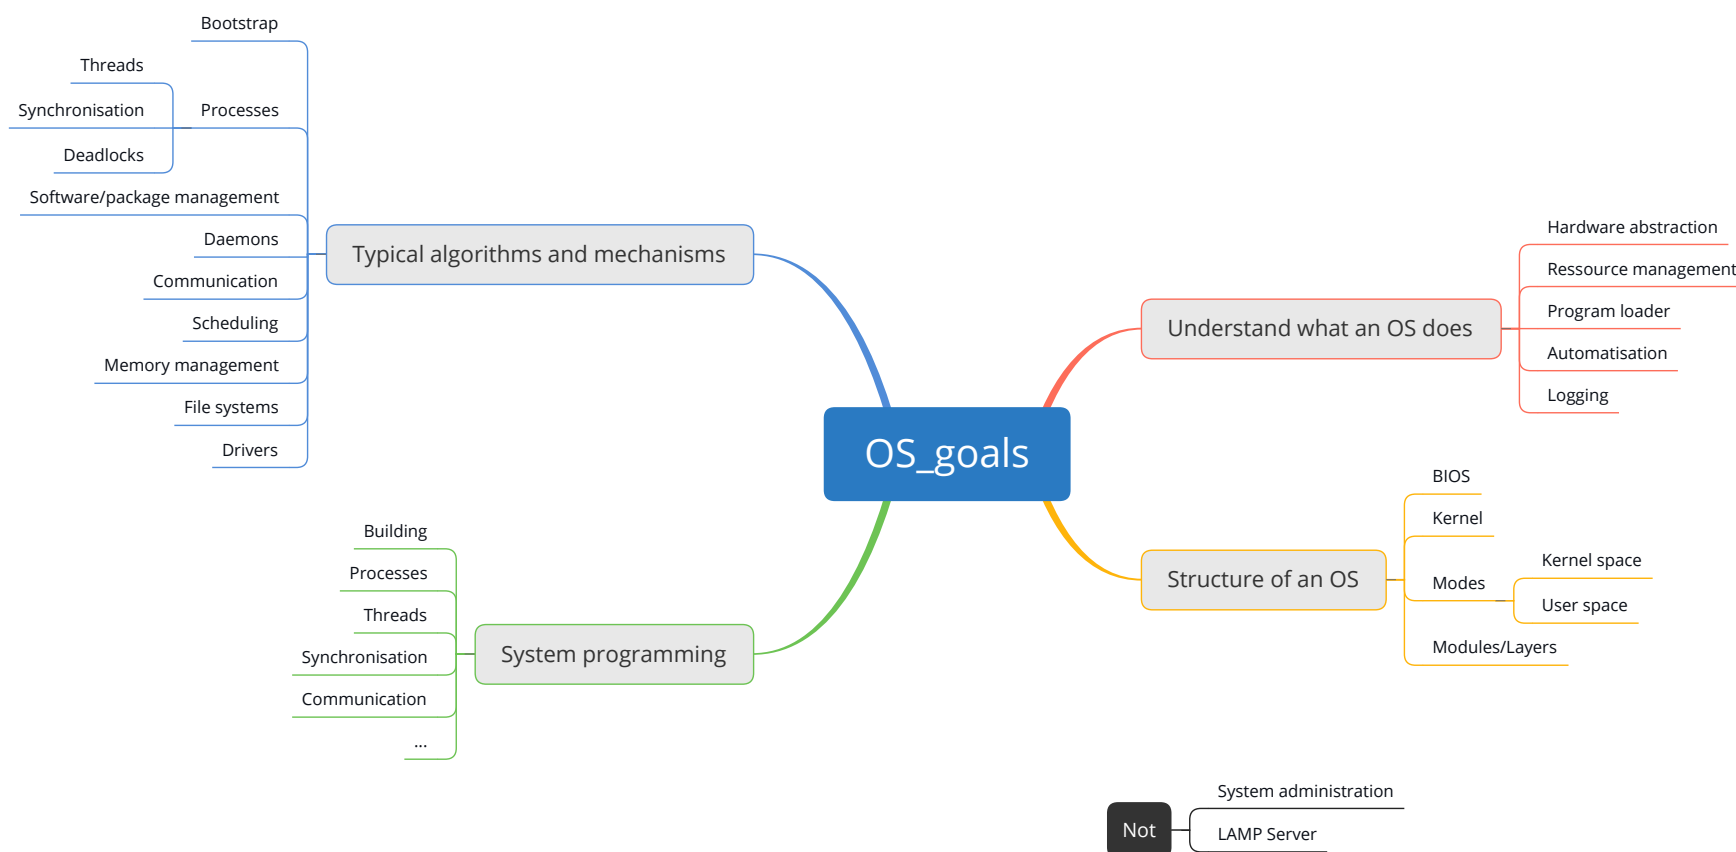 Bootstrap
Threads
Synchronisation
Deadlocks
Processes
Software/package management
Daemons
Communication
Scheduling
Memory management
File systems
Drivers
Typical algorithms and mechanisms
Building
Processes
Threads
Synchronisation
Communication
...
System programming
OS_goals
Understand what an OS does
Hardware abstraction
Ressource management
Program loader
Automatisation
Logging
Structure of an OS
BIOS
Kernel
Modes
Kernel space
User space
Modules/Layers
Not
System administration
LAMP Server